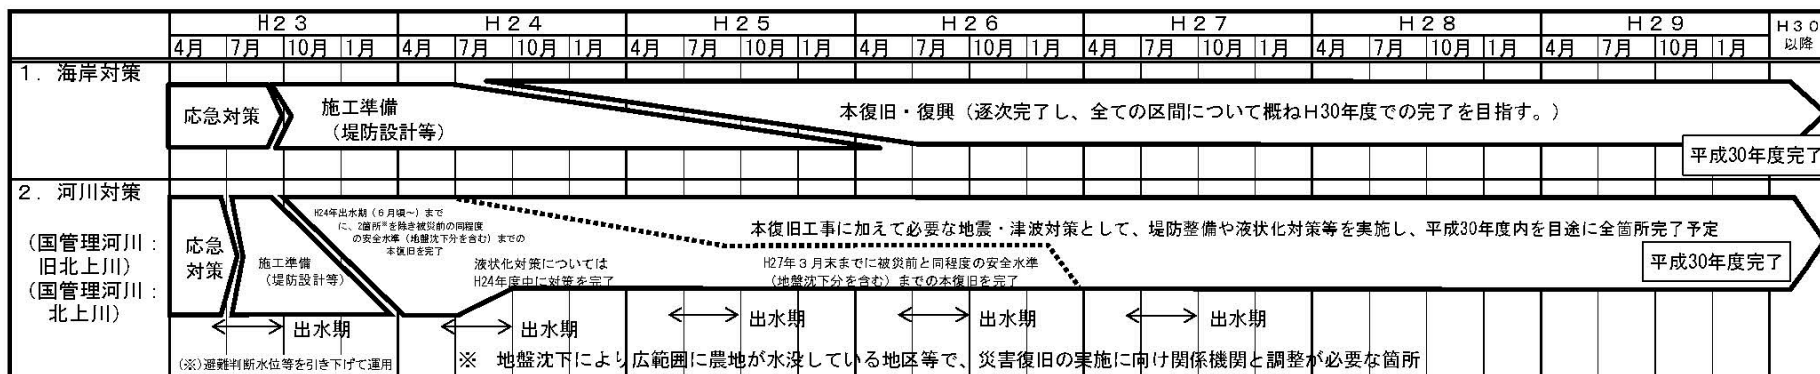 H23 H24 H25 H26 H27 H28 H29 H30以降
4月 7月 10月 1月 4月 7月 10月 1月 4月 7月 10月 1月 4月 7月 10月 1月 4月 7月 10月 1月 4月 7月 10月 1月 4月 7月 10月 1月
1．海岸対策
応急対策
施工準備
（堤防設計等）
本復旧・復興（逐次完了し、全ての区間について概ねH30年度での完了を目指す。）
平成30年度完了
2．河川対策
（国管理河川：
旧北上川）
（国管理河川：
北上川）
応急
対策
施工準備
（堤防設計等）
H24年出水期（6月頃～）まで
に、2箇所※を除き被災前の同程度
の安全水準（地盤沈下分を含む）までの
本復旧を完了
液状化対策については
H24年度中に対策を完了
本復旧工事に加えて必要な地震・津波対策として、堤防整備や液状化対策等を実施し、平成30年度内を目途に全箇所完了予定
H27年3月末までに被災前と同程度の安全水準
（地盤沈下分を含む）までの本復旧を完了
平成30年度完了
出水期 出水期 出水期 出水期 出水期
(※)避難判断水位等を引き下げて運用
※　地盤沈下により広範囲に農地が水没している地区等で、災害復旧の実施に向け関係機関と調整が必要な箇所